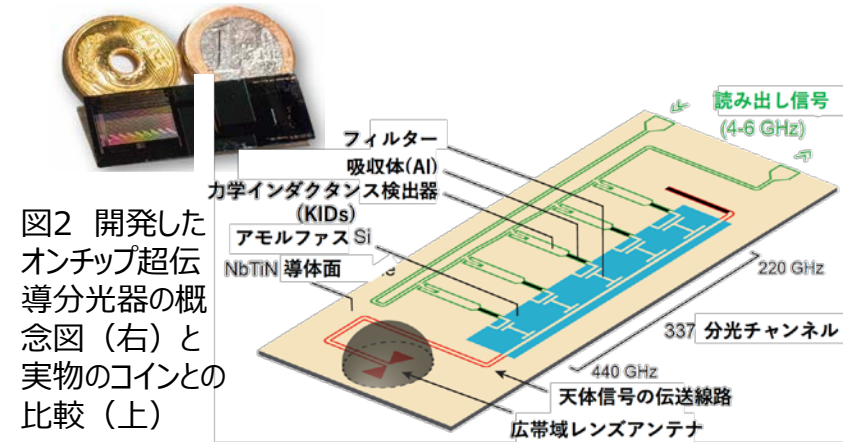 読み出し信号
(4-6 GHz)
フィルター
吸収体(Al)
力学インダクタンス検出器
(KIDs)
アモルファス Si
NbTiN 導体面
220 GHz
337 分光チャンネル
440 GHz
天体信号の伝送線路
広帯域レンズアンテナ
図2 開発した
オンチップ超伝
導分光器の概
念図（右）と
実物のコインとの
比較（上）